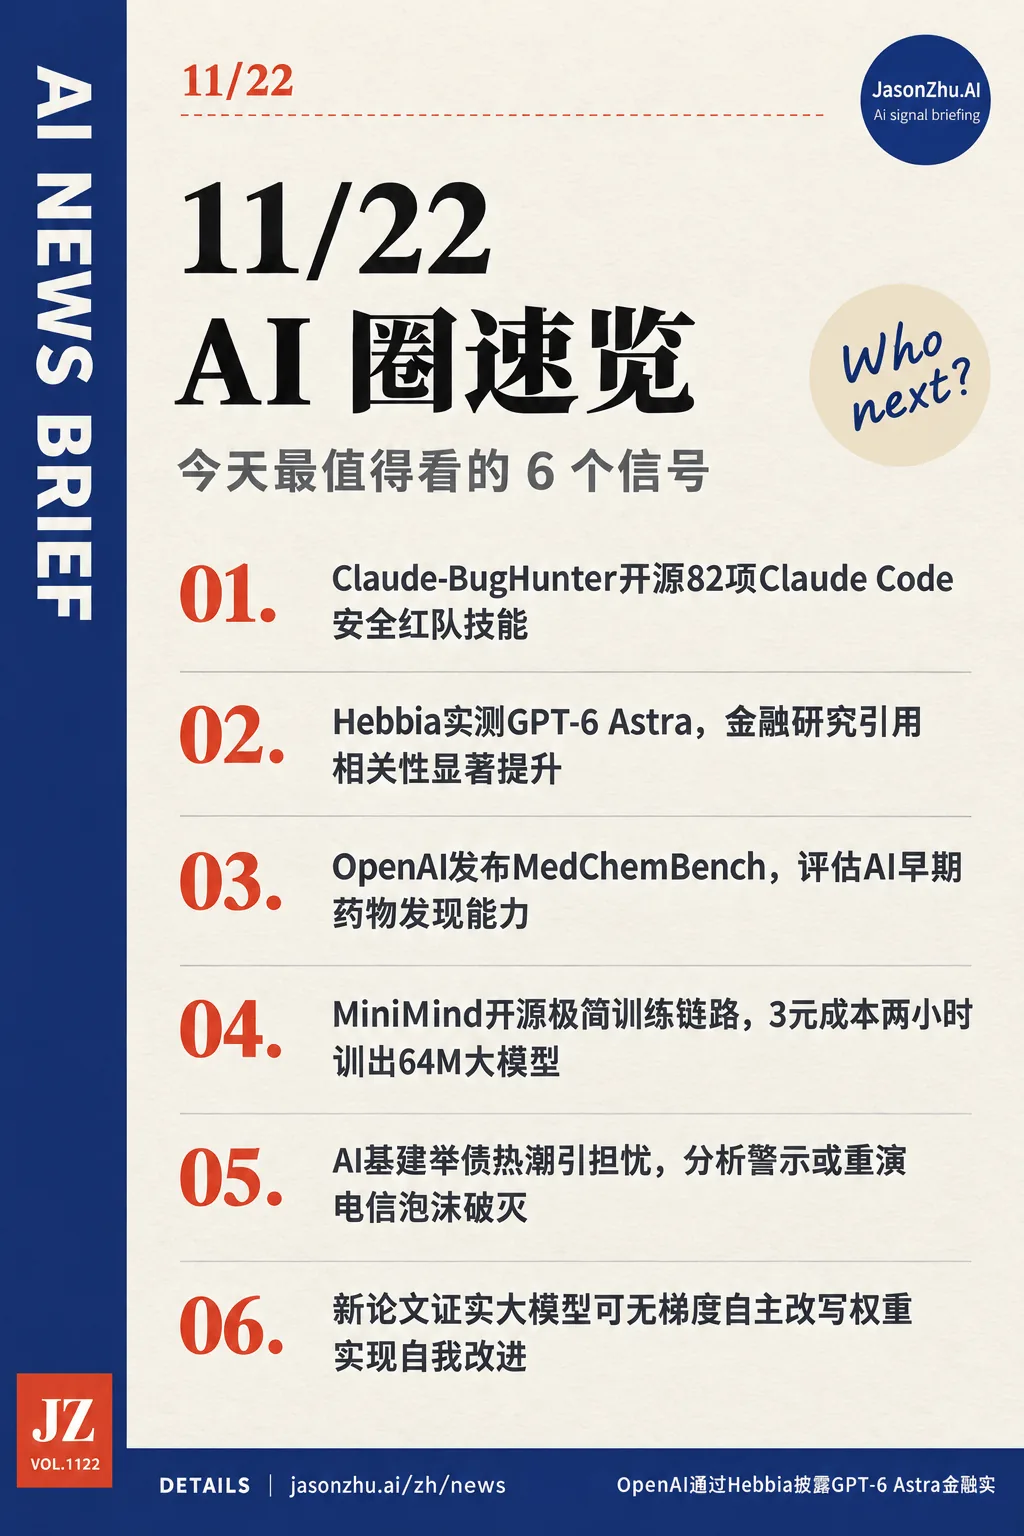 AI NEWS BRIEF
11/22
JasonZhu.AI
Ai signal briefing
11/22
AI 圈速览
今天最值得看的 6 个信号
Who
next?
01.
Claude-BugHunter开源82项Claude Code
安全红队技能
02.
Hebbia实测GPT-6 Astra，金融研究引用
相关性显著提升
03.
OpenAI发布MedChemBench，评估AI早期
药物发现能力
04.
MiniMind开源极简训练链路，3元成本两小时
训出64M大模型
05.
AI基建举债热潮引担忧，分析警示或重演
电信泡沫破灭
06.
新论文证实大模型可无梯度自主改写权重
实现自我改进
JZ
VOL.1122
DETAILS | jasonzhu.ai/zh/news
OpenAI通过Hebbia披露GPT-6 Astra金融实